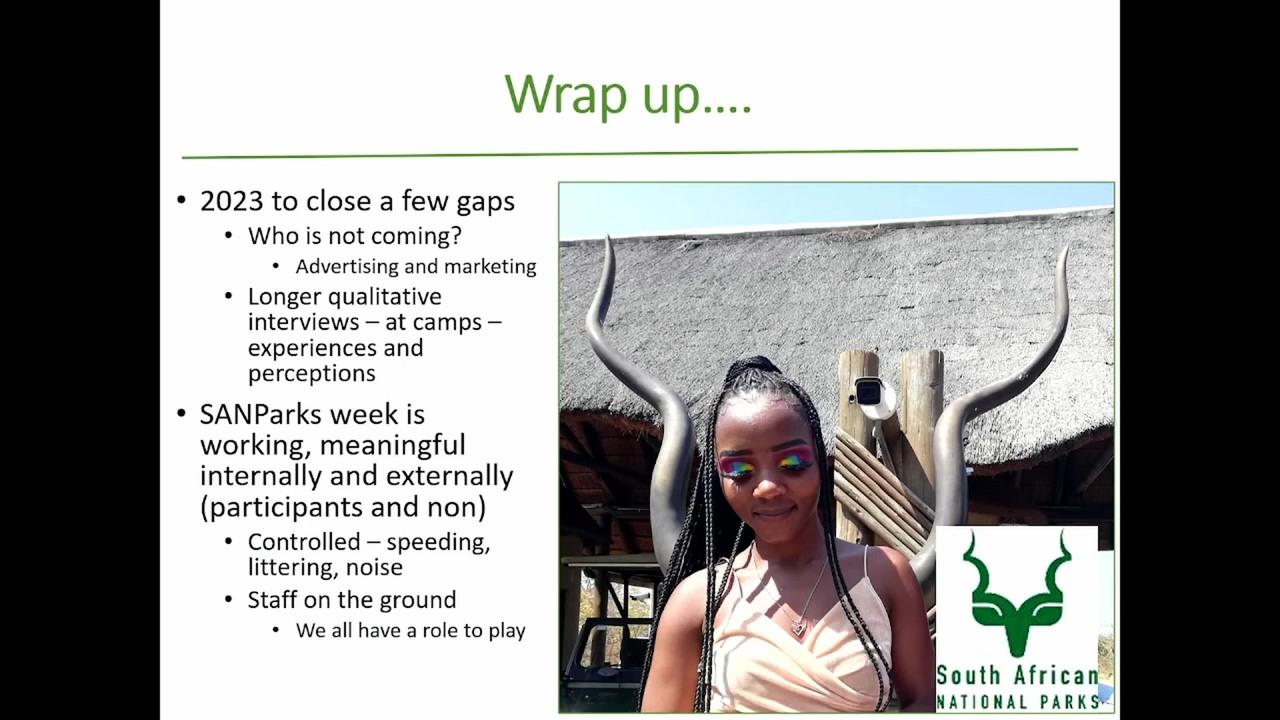 Wrap up....
• 2023 to close a few gaps
• Who is not coming?
• Advertising and marketing
• Longer qualitative
interviews – at camps –
experiences and
perceptions
• SANParks week is
working, meaningful
internally and externally
(participants and non)
• Controlled – speeding,
littering, noise
• Staff on the ground
• We all have a role to play
South African
NATIONAL PARKS